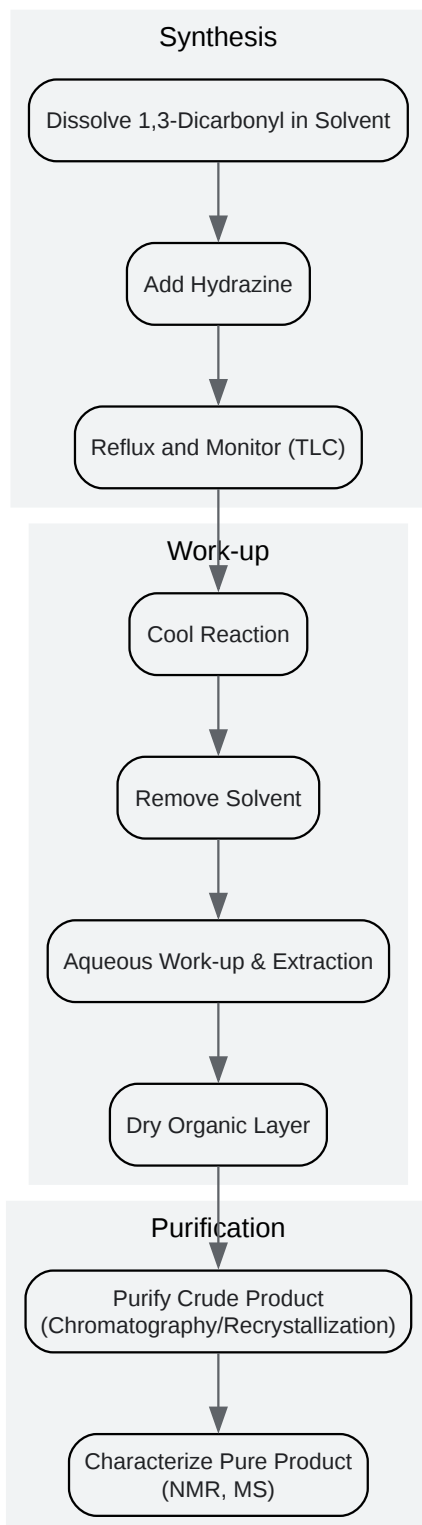 Synthesis
Dissolve 1,3-Dicarbonyl in Solvent
Add Hydrazine
Reflux and Monitor (TLC)
Work-up
Cool Reaction
Remove Solvent
Aqueous Work-up & Extraction
Dry Organic Layer
Purification
Purify Crude Product
(Chromatography/Recrystallization)
Characterize Pure Product
(NMR, MS)